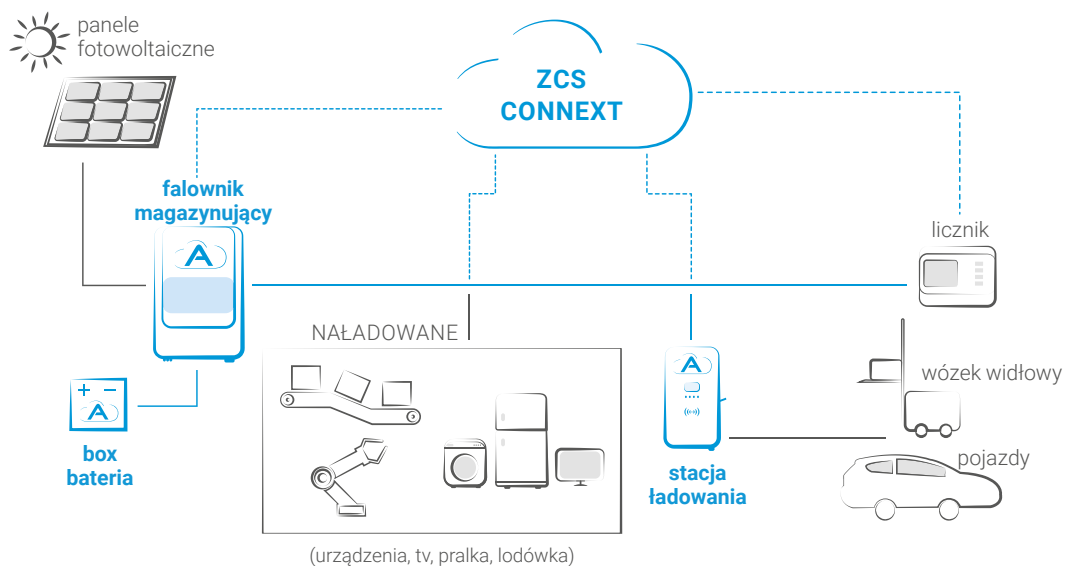 panele
fotowoltaiczne
ZCS
CONNEXT
falownik
magazynujący
licznik
NAŁADOWANE
wózek widłowy
box
bateria
stacja
ładowania
pojazdy
(urządzenia, tv, pralka, lodówka)